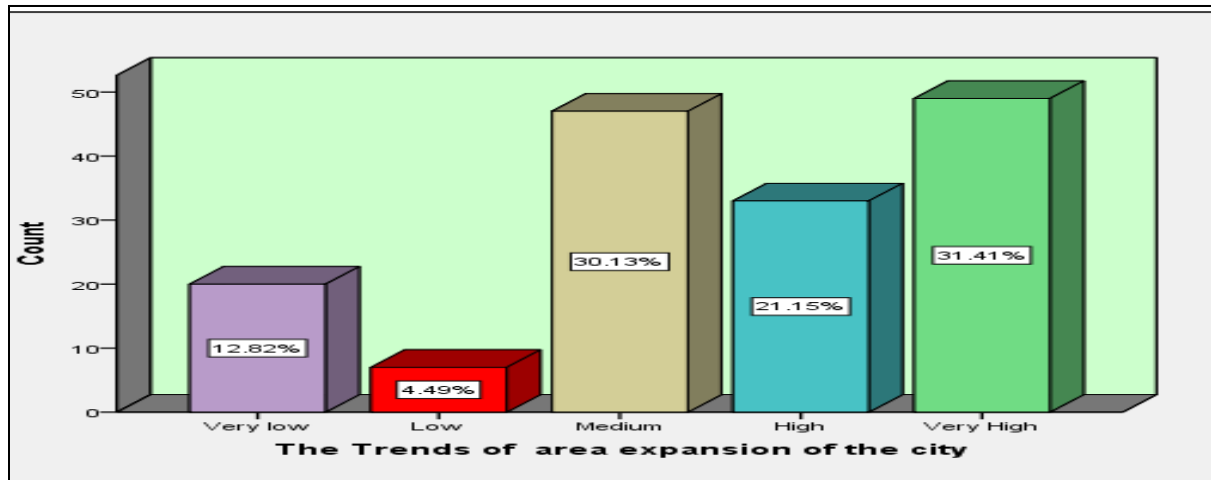 50
40
30
20
10
0
Count
12.82%
4.49%
30.13%
21.15%
31.41%
Very low
Low
Medium
High
Very High
The Trends of area expansion of the city